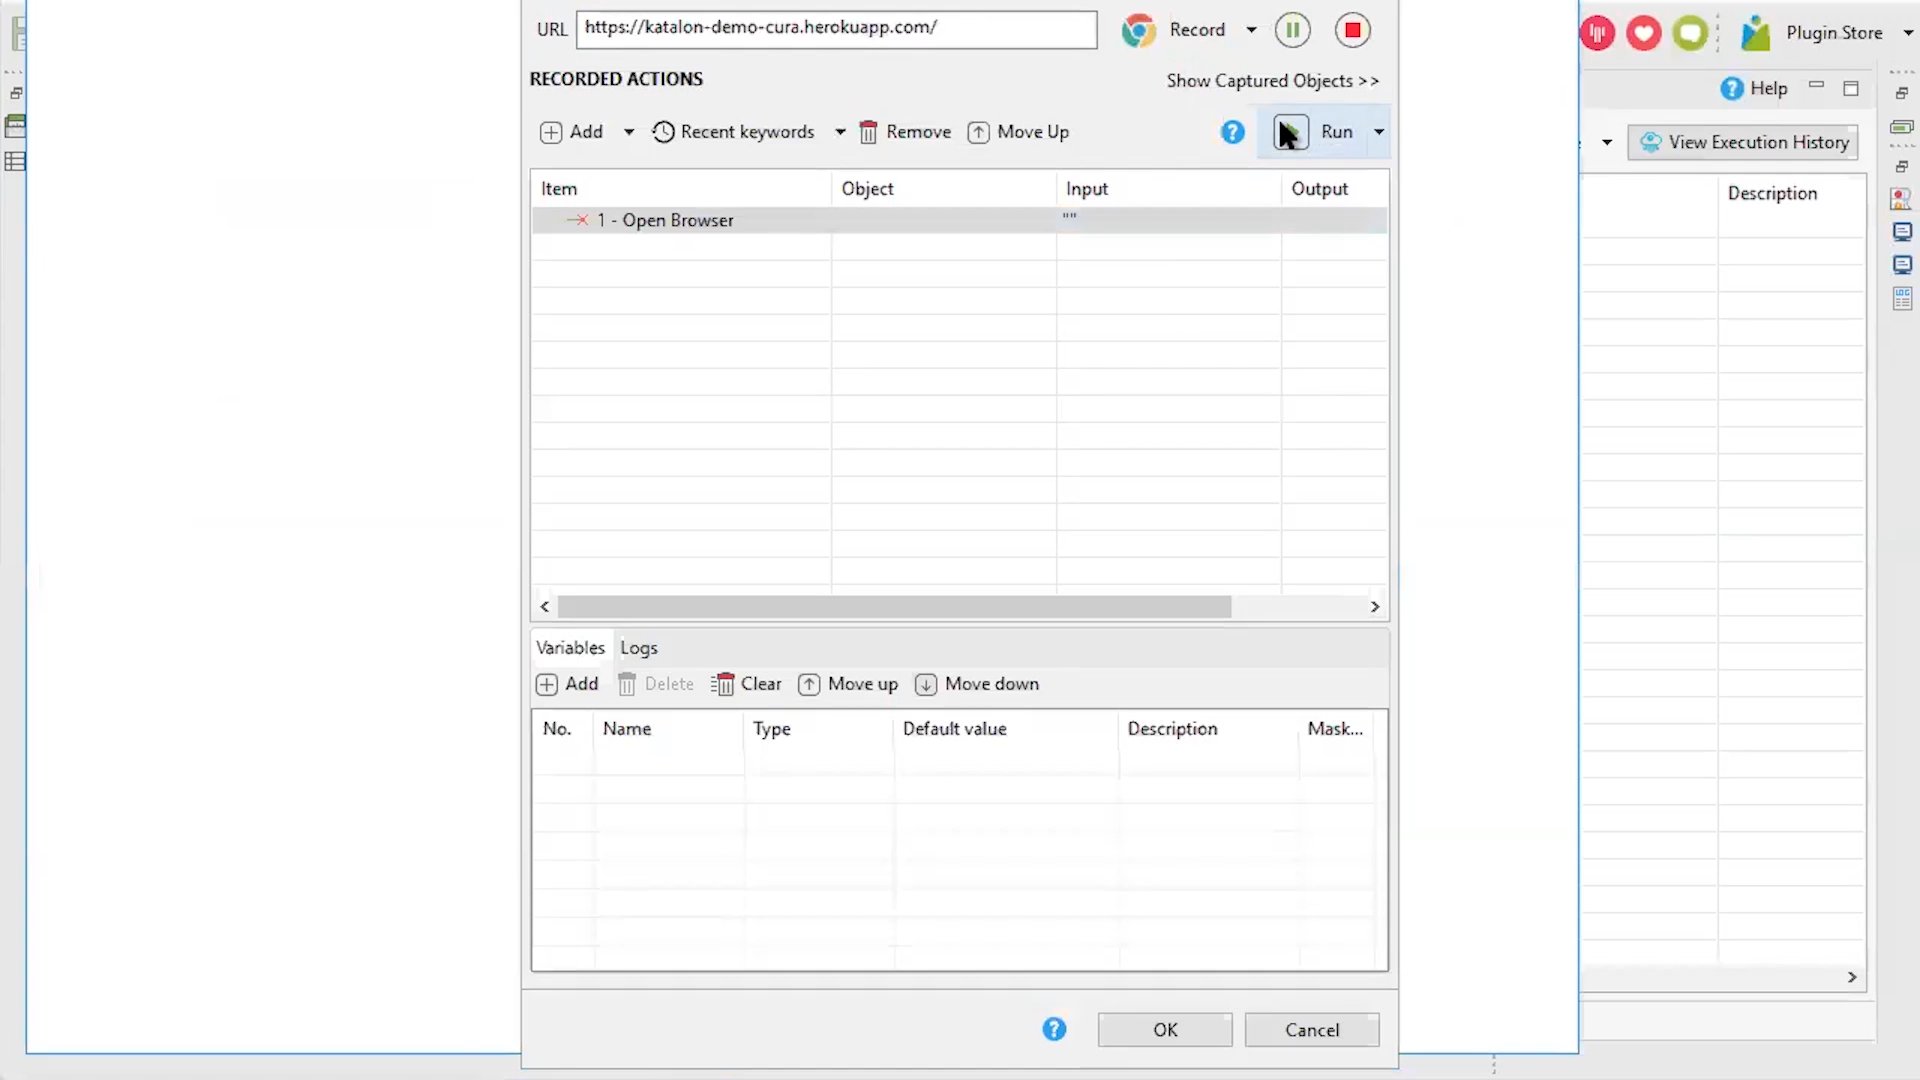 URL https://katalon-demo-cura.herokuapp.com/ Record
Plugin Store
RECORDED ACTIONS
Show Captured Objects >>
Help
Add Recent keywords Remove Move Up Run
View Execution History
Item Object Input Output
Description
1 - Open Browser ""
Variables Logs
Add Delete Clear Move up Move down
No. Name Type Default value Description Mask...
OK Cancel